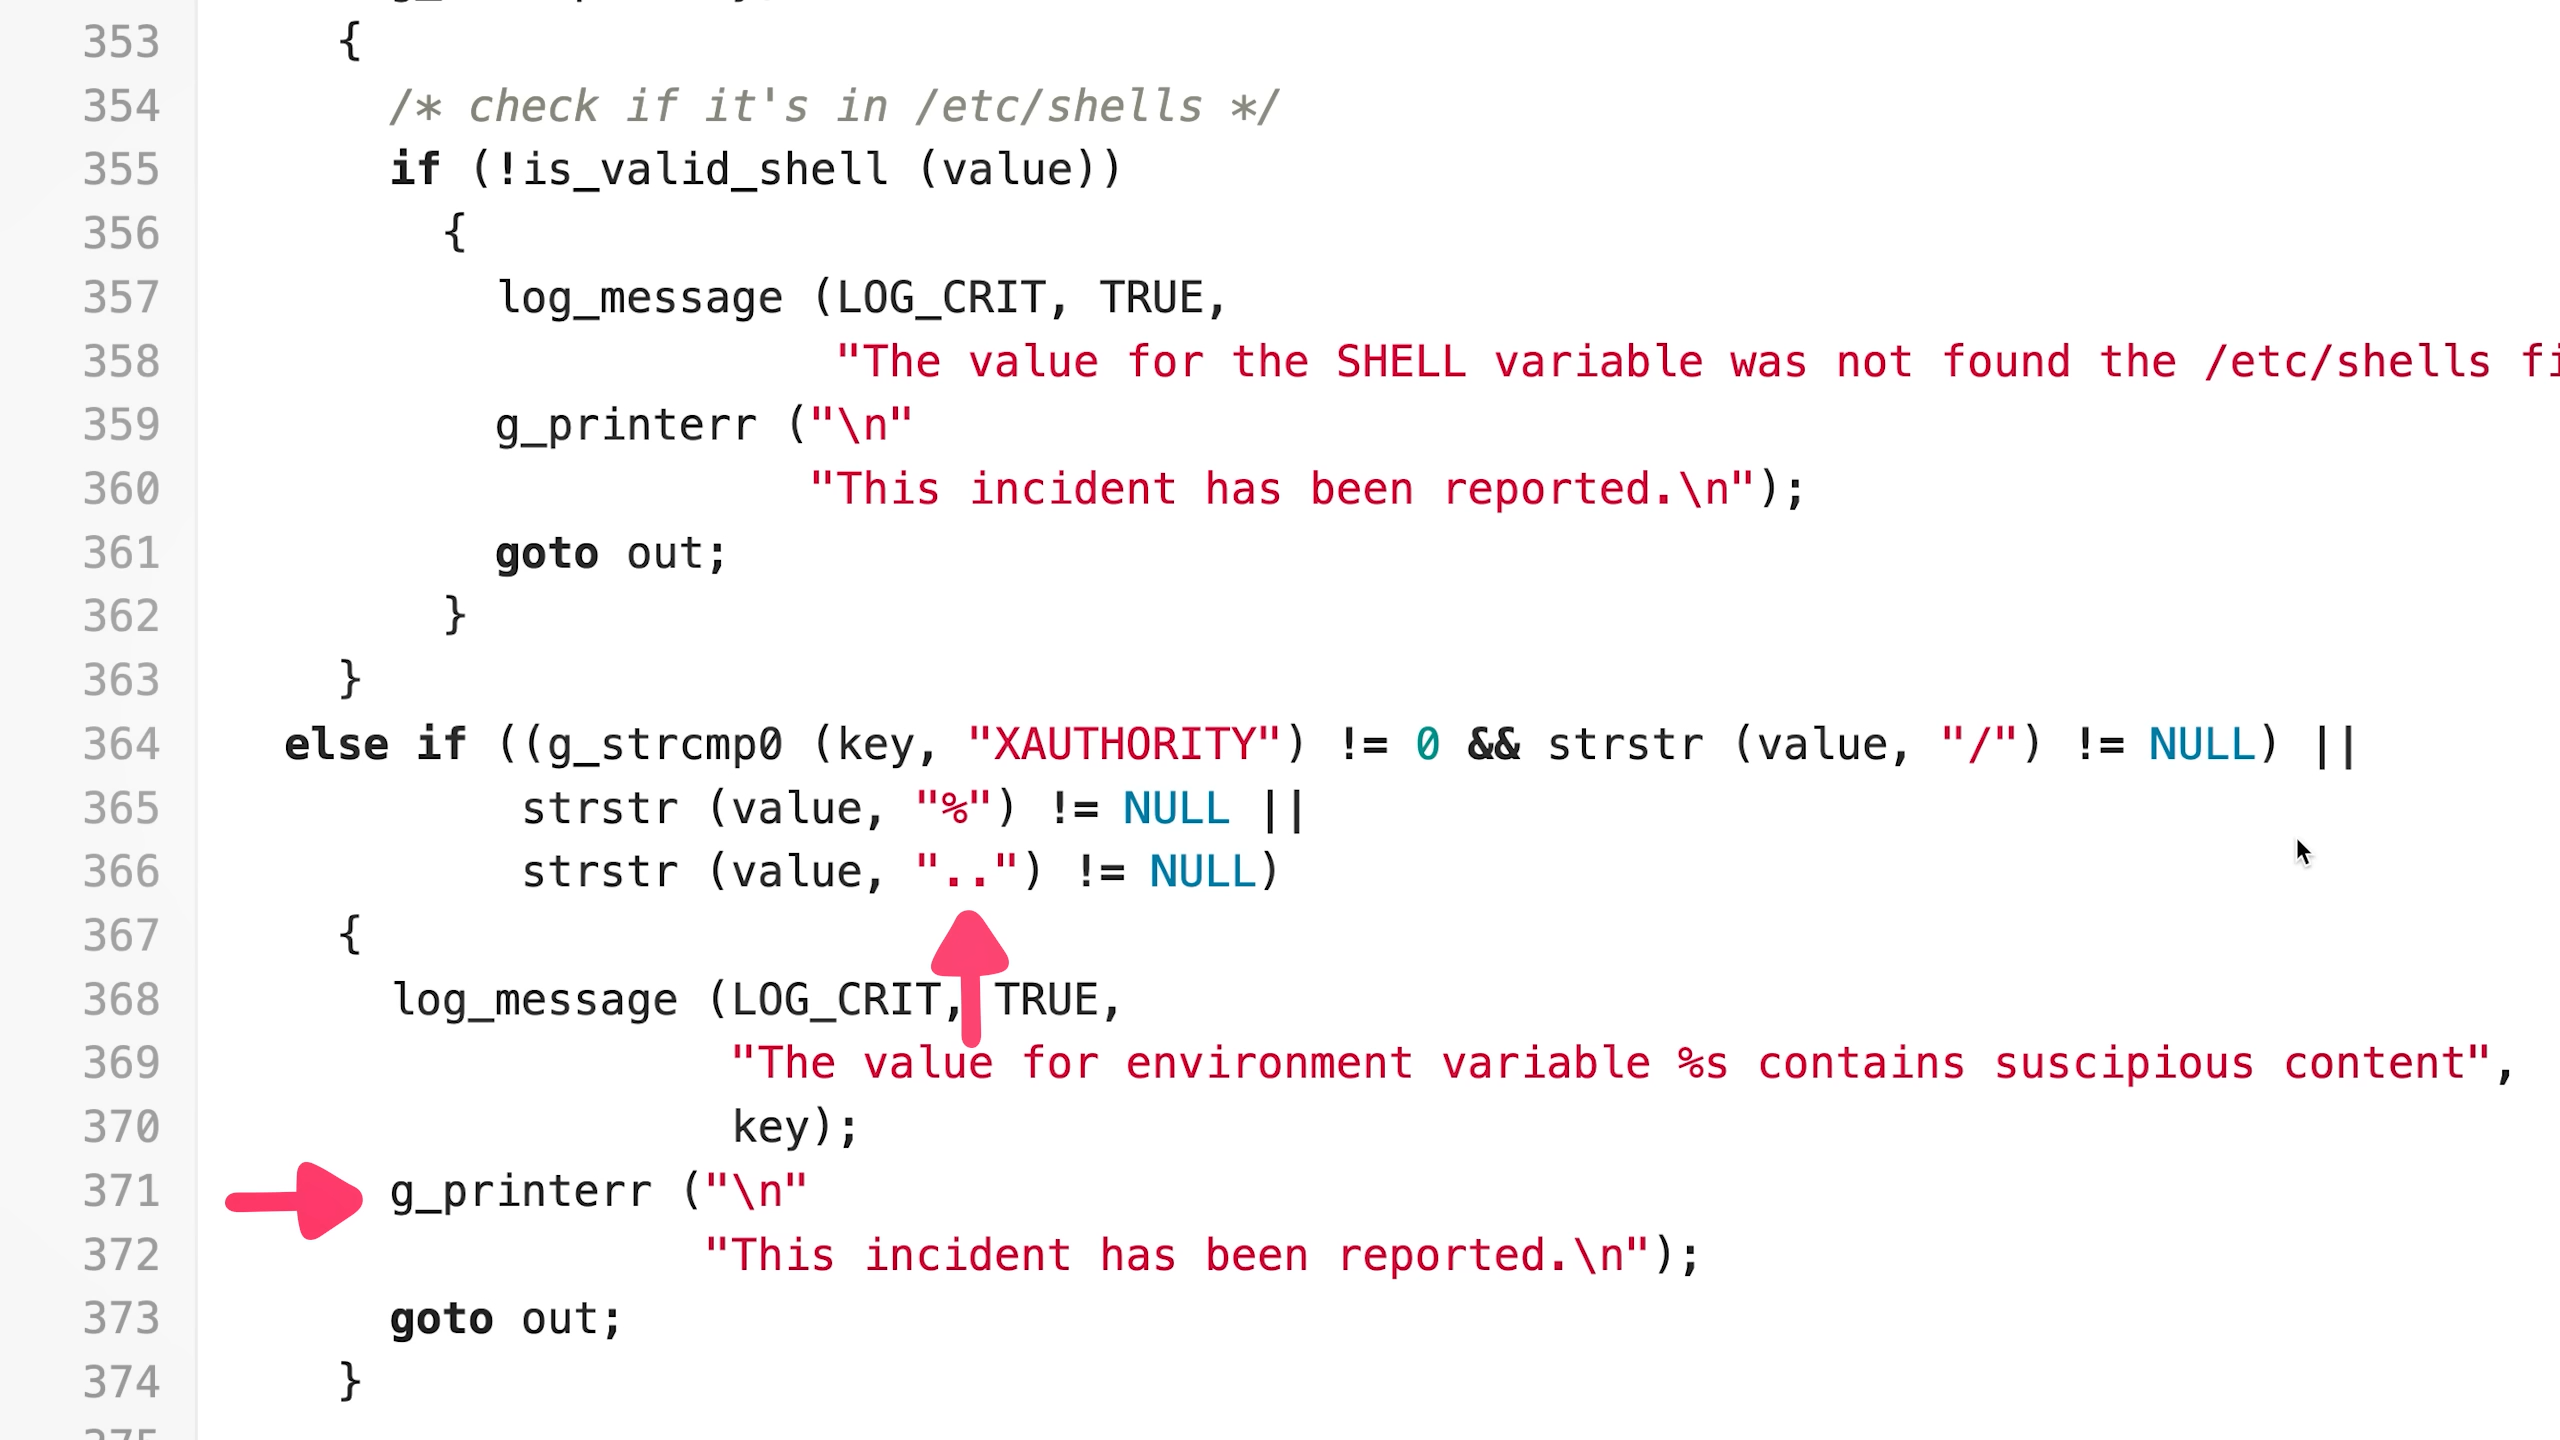 353 {
354 /* check if it's in /etc/shells */
355 if (!is_valid_shell (value))
356 {
357 log_message (LOG_CRIT, TRUE,
358 "The value for the SHELL variable was not found the /etc/shells fi
359 g_printerr ("\n"
360 "This incident has been reported.\n");
361 goto out;
362 }
363 }
364 else if ((g_strcmp0 (key, "XAUTHORITY") != 0 && strstr (value, "/") != NULL) ||
365 strstr (value, "%") != NULL ||
366 strstr (value, "..") != NULL)
367 {
368 log_message (LOG_CRIT, TRUE,
369 "The value for environment variable %s contains suscipious content",
370 key);
371 g_printerr ("\n"
372 "This incident has been reported.\n");
373 goto out;
374 }